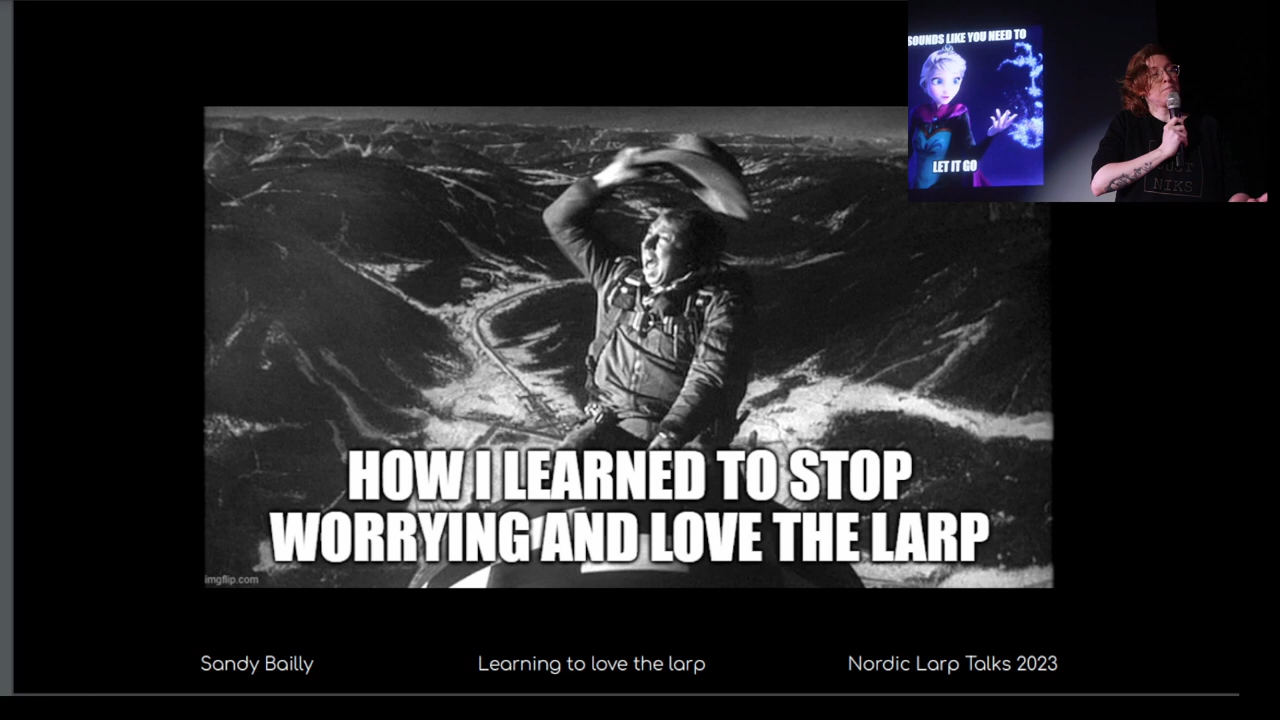 SOUNDS LIKE YOU NEED TO
LET IT GO
NIKS
HOW I LEARNED TO STOP
WORRYING AND LOVE THE LARP
imgflip.com
Sandy Bailly
Learning to love the larp
Nordic Larp Talks 2023